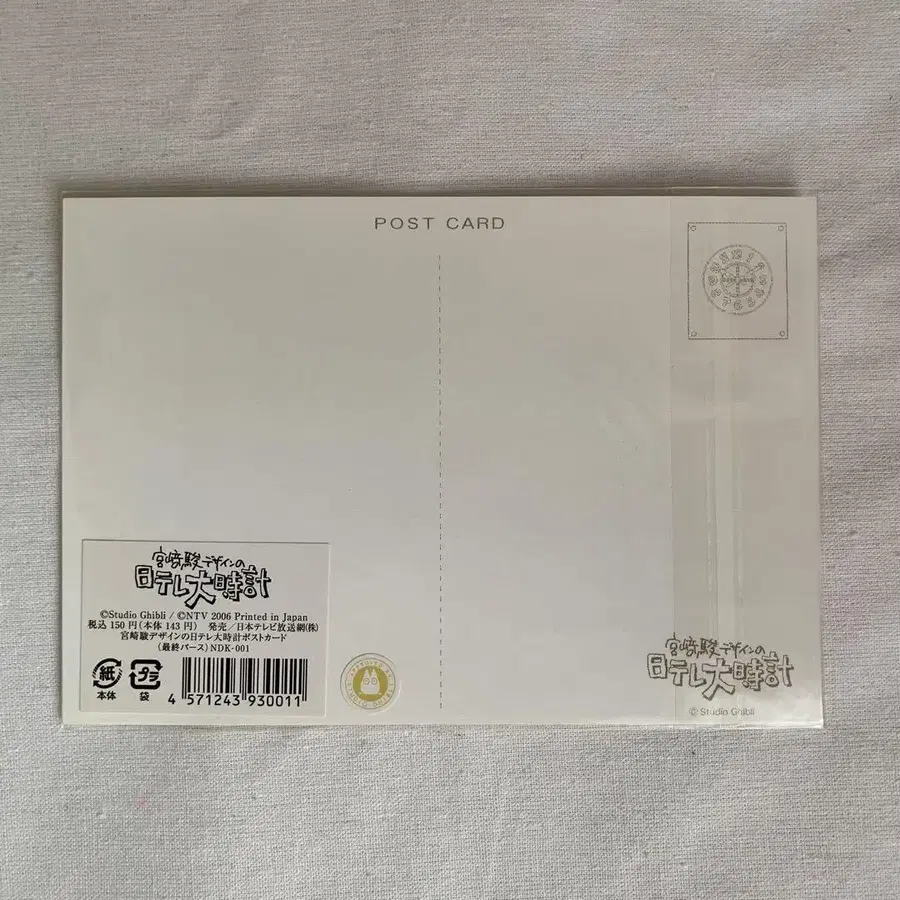 POST CARD
宮崎駿デザインの
日テレ大時計
©Studio Ghibli / ©NTV 2006 Printed in Japan
税込 150 円(本体 143 円) 発売/日本テレビ放送網(株)
宮崎駿デザインの日テレ大時計ポストカード
(最終パース) NDK-001
紙
本体
プラ
袋
4 571243 930011
宮崎駿デザインの
日テレ大時計
© Studio Ghibli